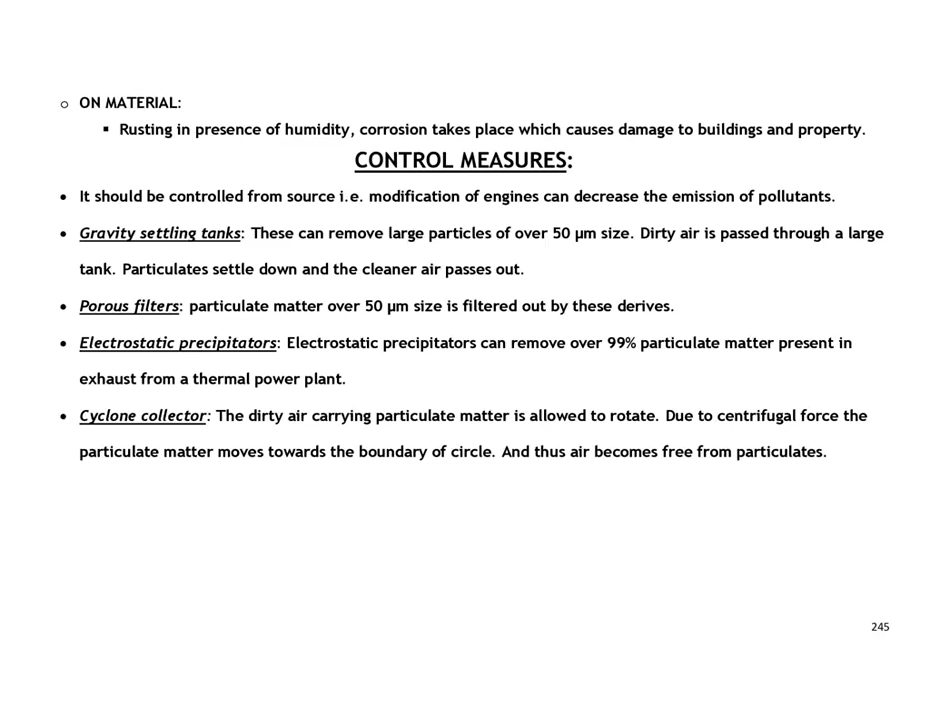 o ON MATERIAL:
▪ Rusting in presence of humidity, corrosion takes place which causes damage to buildings and property.
CONTROL MEASURES:
• It should be controlled from source i.e. modification of engines can decrease the emission of pollutants.
• Gravity settling tanks: These can remove large particles of over 50 µm size. Dirty air is passed through a large
tank. Particulates settle down and the cleaner air passes out.
• Porous filters: particulate matter over 50 µm size is filtered out by these derives.
• Electrostatic precipitators: Electrostatic precipitators can remove over 99% particulate matter present in
exhaust from a thermal power plant.
• Cyclone collector: The dirty air carrying particulate matter is allowed to rotate. Due to centrifugal force the
particulate matter moves towards the boundary of circle. And thus air becomes free from particulates.
245